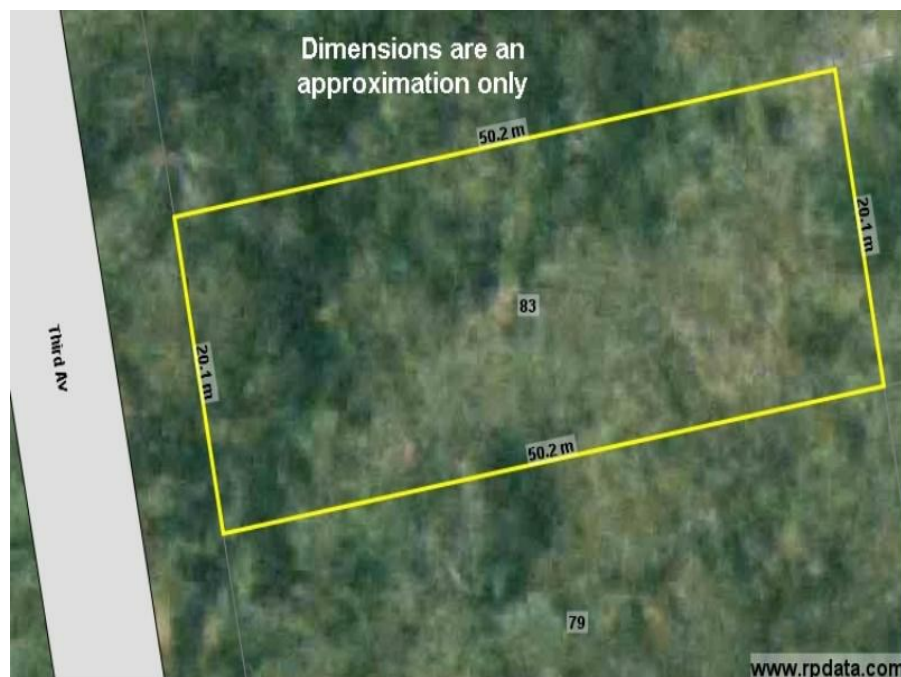 Dimensions are an
approximation only
50.2 m
20.1 m
83
Third Av
20.1 m
50.2 m
79
www.rpdata.com